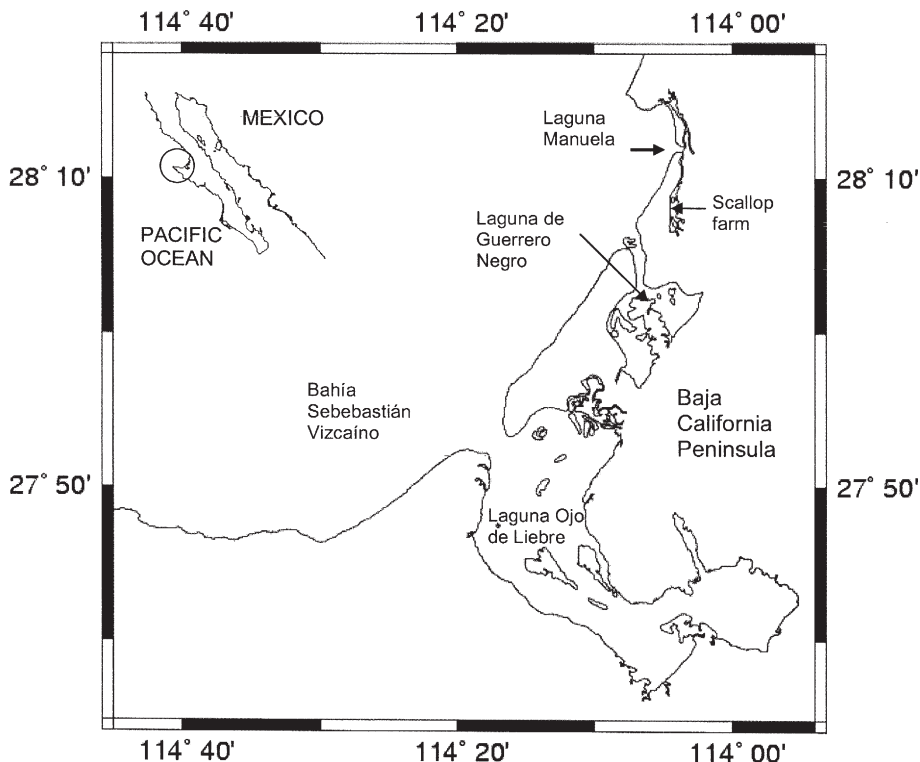 114° 40'
114° 20'
114° 00'
MEXICO
Laguna
Manuela
28° 10'
28° 10'
Laguna de
Guerrero
Negro
Scallop
farm
PACIFIC
OCEAN
Bahía
Sebebastián
Vizcaíno
Baja
California
Peninsula
27° 50'
27° 50'
Laguna Ojo
de Liebre
114° 40'
114° 20'
114° 00'